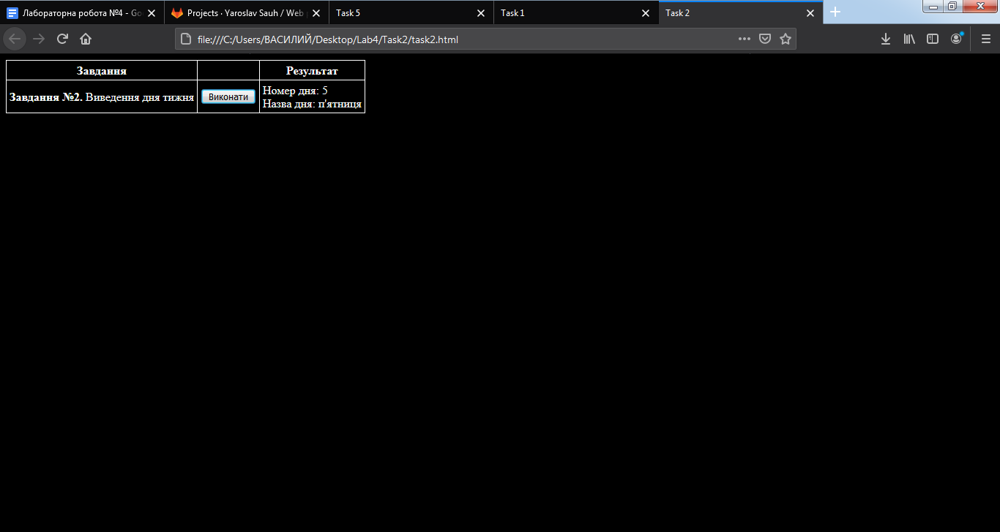 Лабораторна робота №4 - Go
Projects · Yaroslav Sauh / Web
Task 5
Task 1
Task 2
file:///C:/Users/ВАСИЛИЙ/Desktop/Lab4/Task2/task2.html
Завдання
Результат
Завдання №2. Виведення дня тижня
Виконати
Номер дня: 5
Назва дня: п'ятниця